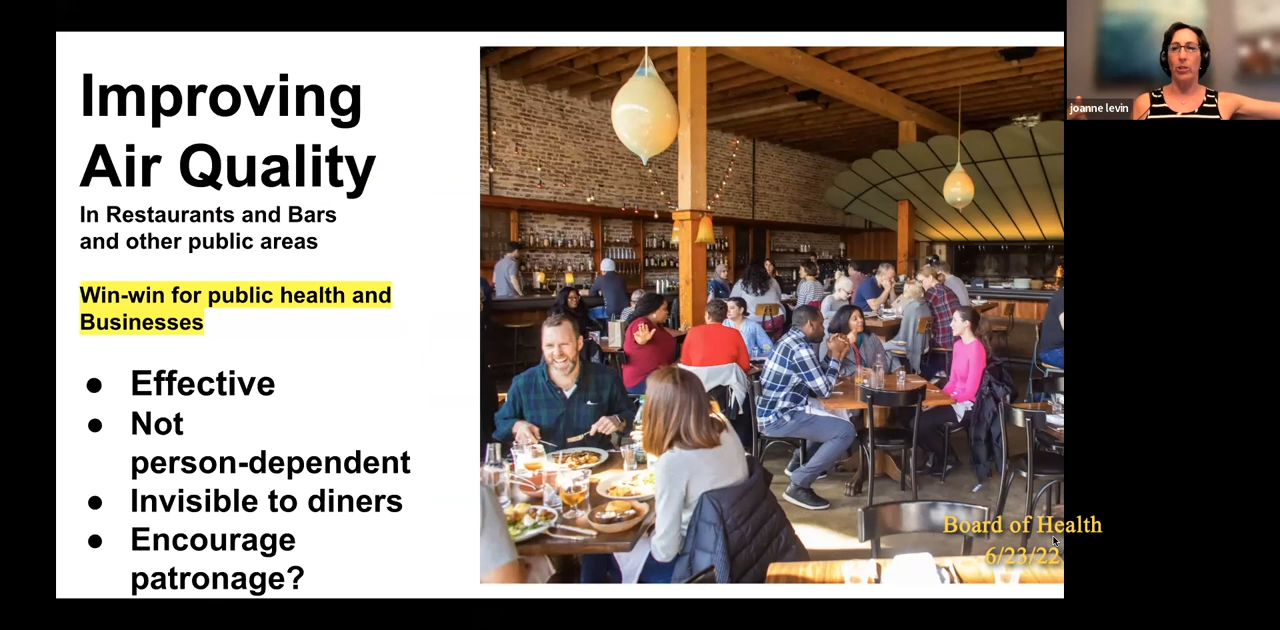 Improving
Air Quality
In Restaurants and Bars
and other public areas
Win-win for public health and
Businesses
● Effective
● Not
person-dependent
● Invisible to diners
● Encourage
patronage?
joanne levin
Board of Health
6/23/22